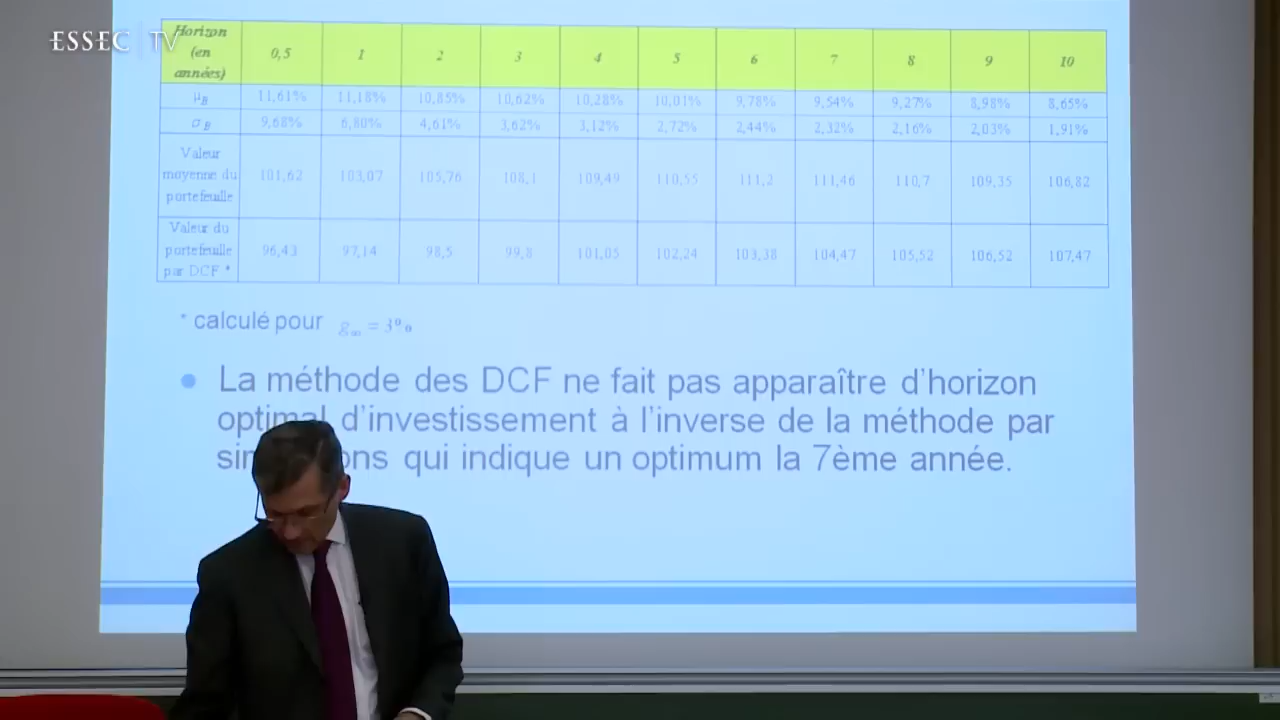 ESSEC TV
Horizon (en années) 0,5 1 2 3 4 5 6 7 8 9 10
μB 11,61% 11,18% 10,85% 10,62% 10,28% 10,01% 9,78% 9,54% 9,27% 8,98% 8,65%
σB 9,68% 6,80% 4,61% 3,62% 3,12% 2,72% 2,44% 2,32% 2,16% 2,03% 1,91%
Valeur moyenne du portefeuille 101,62 103,07 105,76 108,1 109,49 110,55 111,2 111,46 110,7 109,35 106,82
Valeur du portefeuille par DCF * 96,43 97,14 98,5 99,8 101,05 102,24 103,38 104,47 105,52 106,52 107,47
* calculé pour g∞ = 3%
• La méthode des DCF ne fait pas apparaître d'horizon
optimal d'investissement à l'inverse de la méthode par
qui indique un optimum la 7ème année.